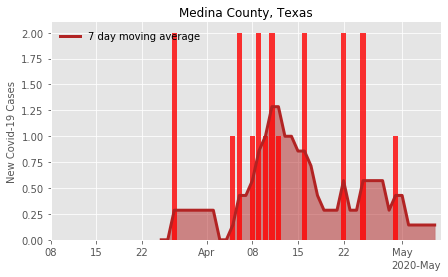 Medina County, Texas
7 day moving average
New Covid-19 Cases
2.00
1.75
1.50
1.25
1.00
0.75
0.50
0.25
0.00
08 15 22 Apr 08 15 22 May
2020-May